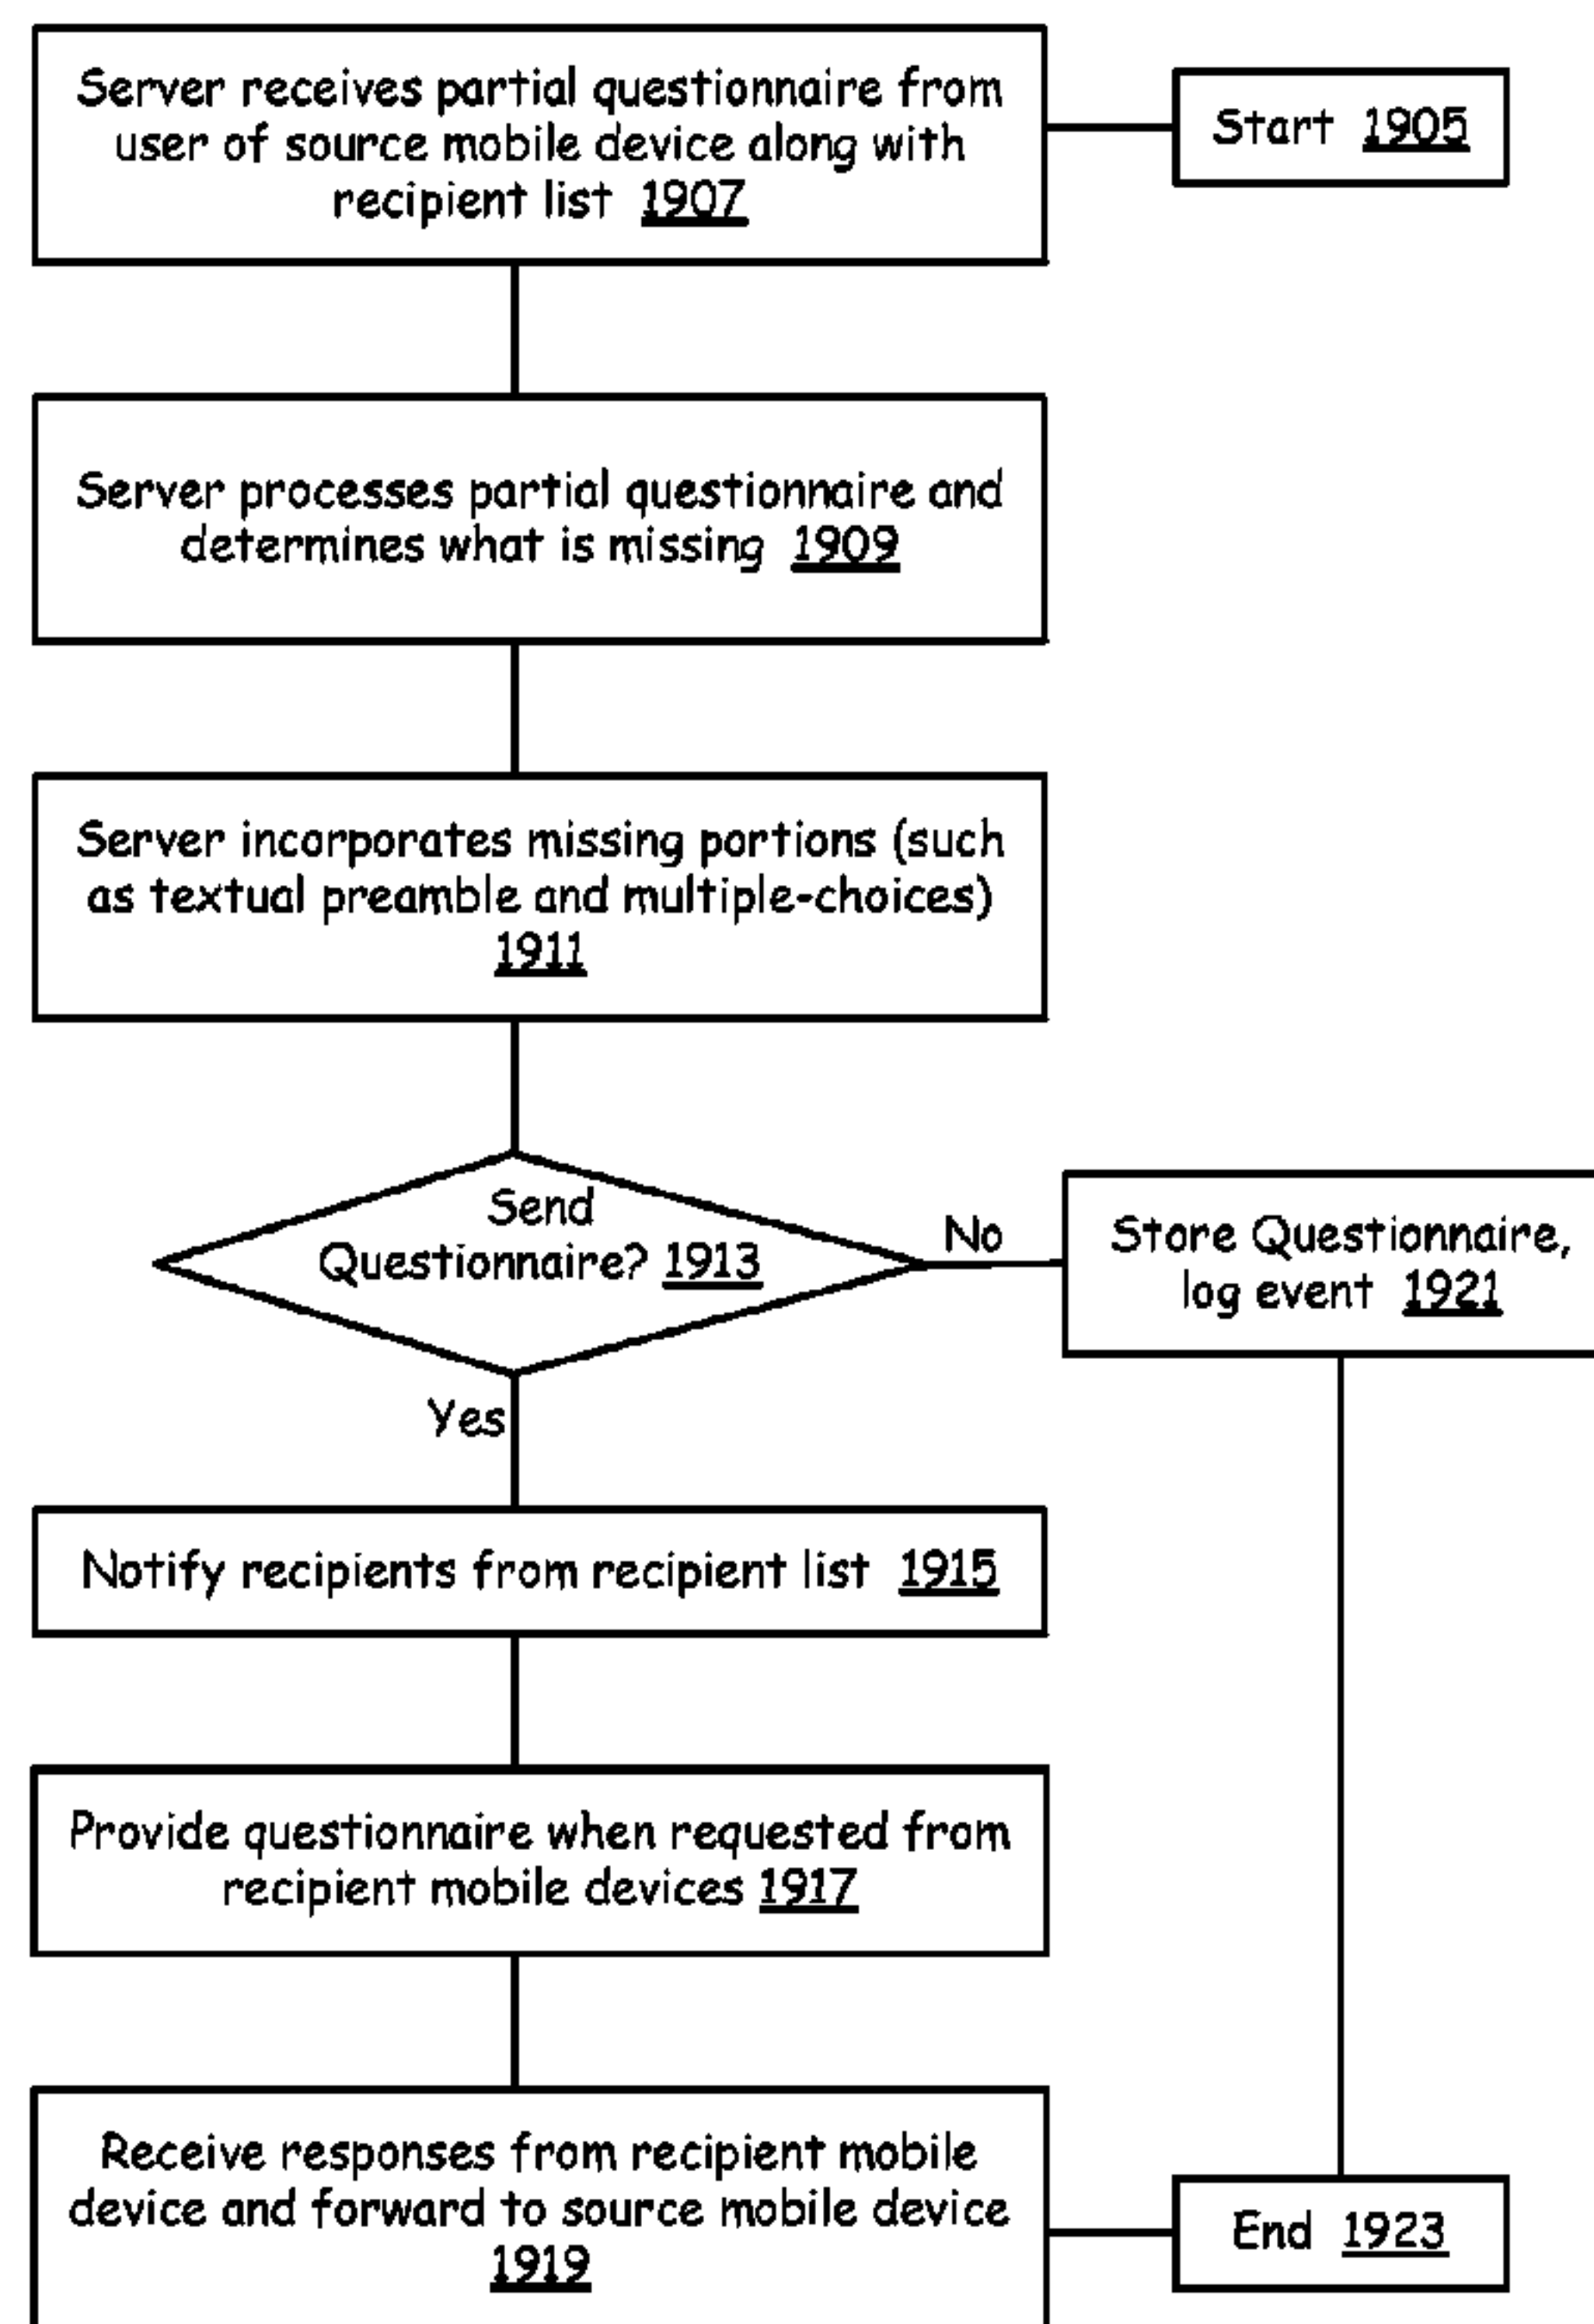 Server receives partial questionnaire from
user of source mobile device along with
recipient list 1907
Start 1905
Server processes partial questionnaire and
determines what is missing 1909
Server incorporates missing portions (such
as textual preamble and multiple-choices)
1911
Send
Questionnaire? 1913
No
Store Questionnaire,
log event 1921
Yes
Notify recipients from recipient list 1915
Provide questionnaire when requested from
recipient mobile devices 1917
Receive responses from recipient mobile
device and forward to source mobile device
1919
End 1923